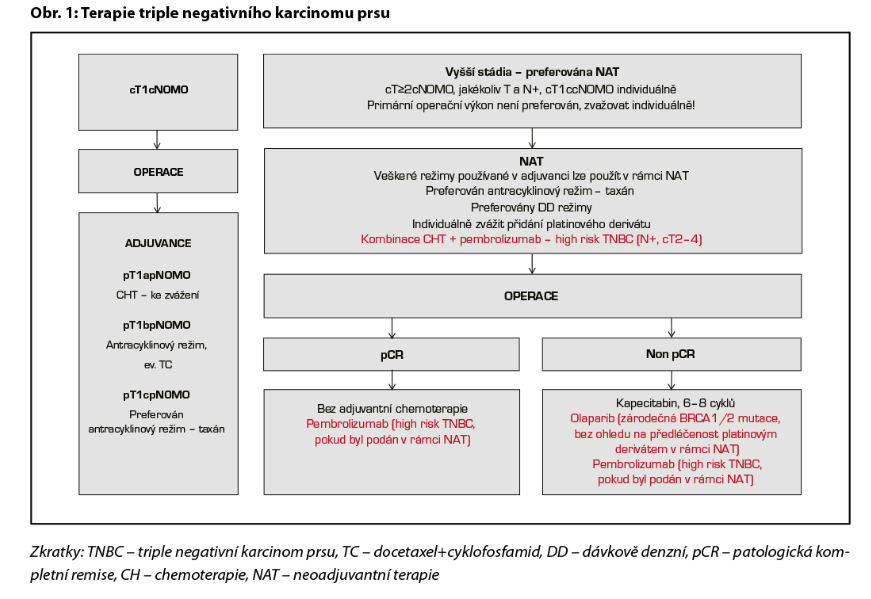 Obr. 1: Terapie triple negativního karcinomu prsu
cT1cN0M0
OPERACE
ADJUVANCE
pT1apN0M0
CHT – ke zvážení
pT1bpN0M0
Antracyklinový režim,
ev. TC
pT1cpN0M0
Preferován
antracyklinový režim – taxán
Vyšší stádia – preferována NAT
cT≥2cN0M0, jakékoliv T a N+, cT1ccN0M0 individuálně
Primární operační výkon není preferován, zvažovat individuálně!
NAT
Veškeré režimy používané v adjuvanci lze použít v rámci NAT
Preferován antracyklinový režim – taxán
Preferovány DD režimy
Individuálně zvážit přidání platinového derivátu
Kombinace CHT + pembrolizumab – high risk TNBC (N+, cT2–4)
OPERACE
pCR
Bez adjuvantní chemoterapie
Pembrolizumab (high risk TNBC,
pokud byl podán v rámci NAT)
Non pCR
Kapecitabin, 6–8 cyklů
Olaparib (zárodečná BRCA1/2 mutace,
bez ohledu na předléčenost platinovým
derivátem v rámci NAT)
Pembrolizumab (high risk TNBC,
pokud byl podán v rámci NAT)
Zkratky: TNBC – triple negativní karcinom prsu, TC – docetaxel+cyklofosfamid, DD – dávkově denzní, pCR – patologická kom-
pletní remise, CH – chemoterapie, NAT – neoadjuvantní terapie